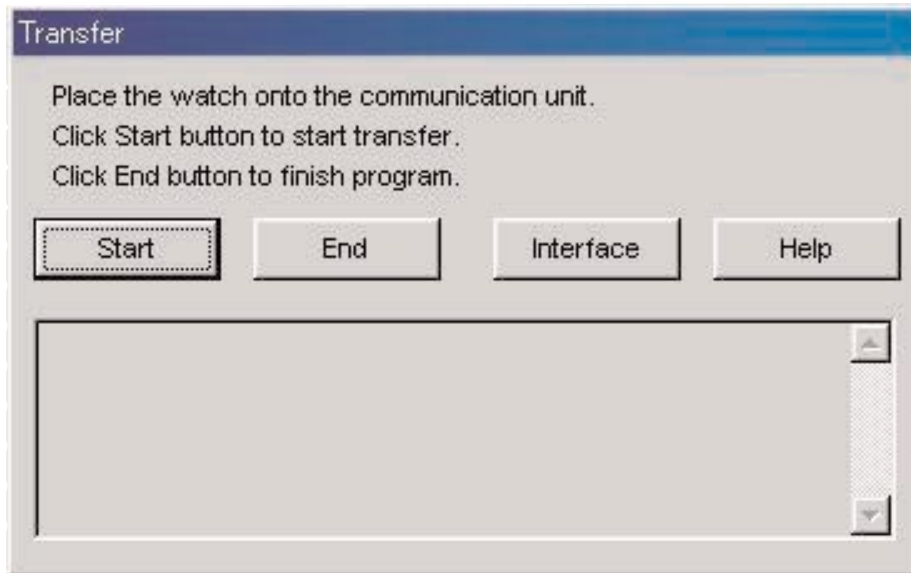 Transfer
Place the watch onto the communication unit.
Click Start button to start transfer.
Click End button to finish program.
Start End Interface Help